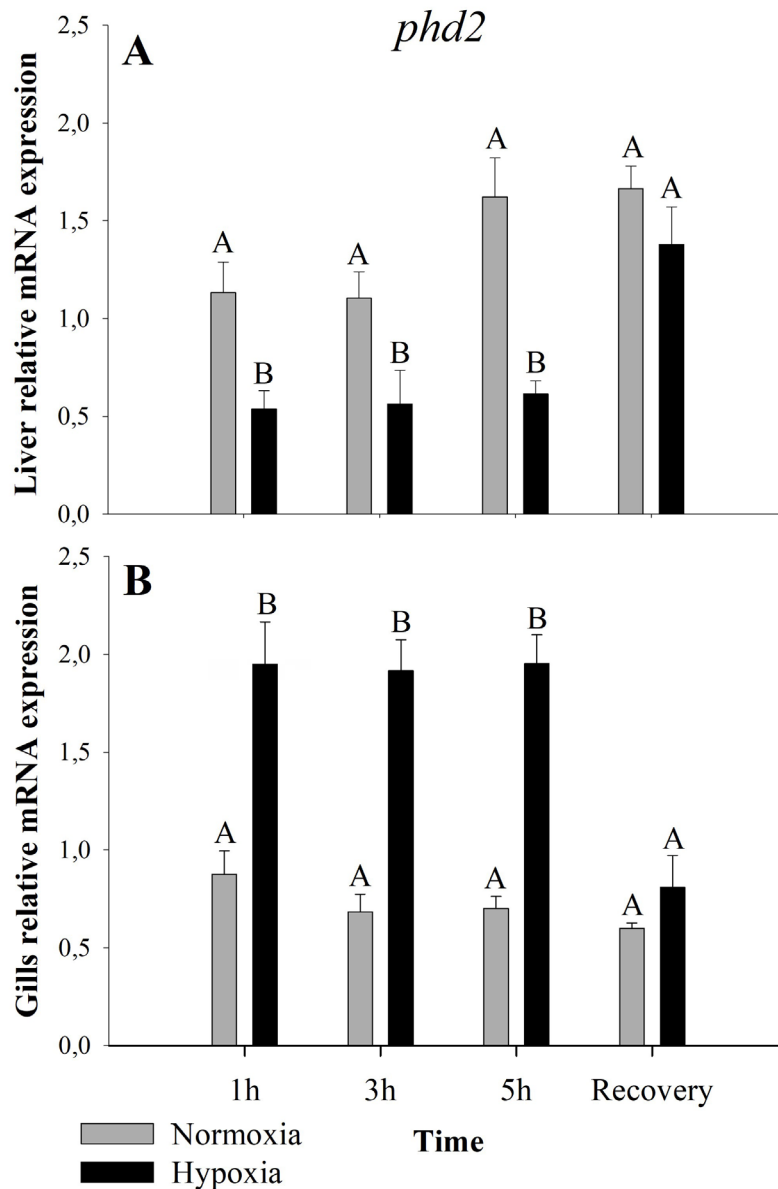 phd2
A
Liver relative mRNA expression
2,5
2,0
1,5
1,0
0,5
0,0
A
B
A
B
A
B
A
A
B
Gills relative mRNA expression
2,5
2,0
1,5
1,0
0,5
0,0
A
B
A
B
A
B
A
A
1h 3h 5h Recovery
Time
Normoxia
Hypoxia